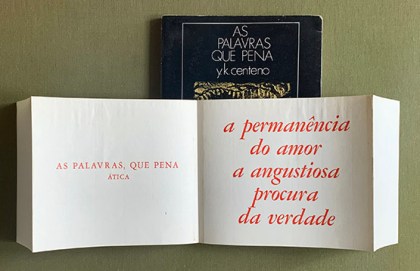 AS
PALAVRAS
QUE PENA
y.k.centeno
AS PALAVRAS, QUE PENA
ÁTICA
a permanência
do amor
a angustiosa
procura
da verdade